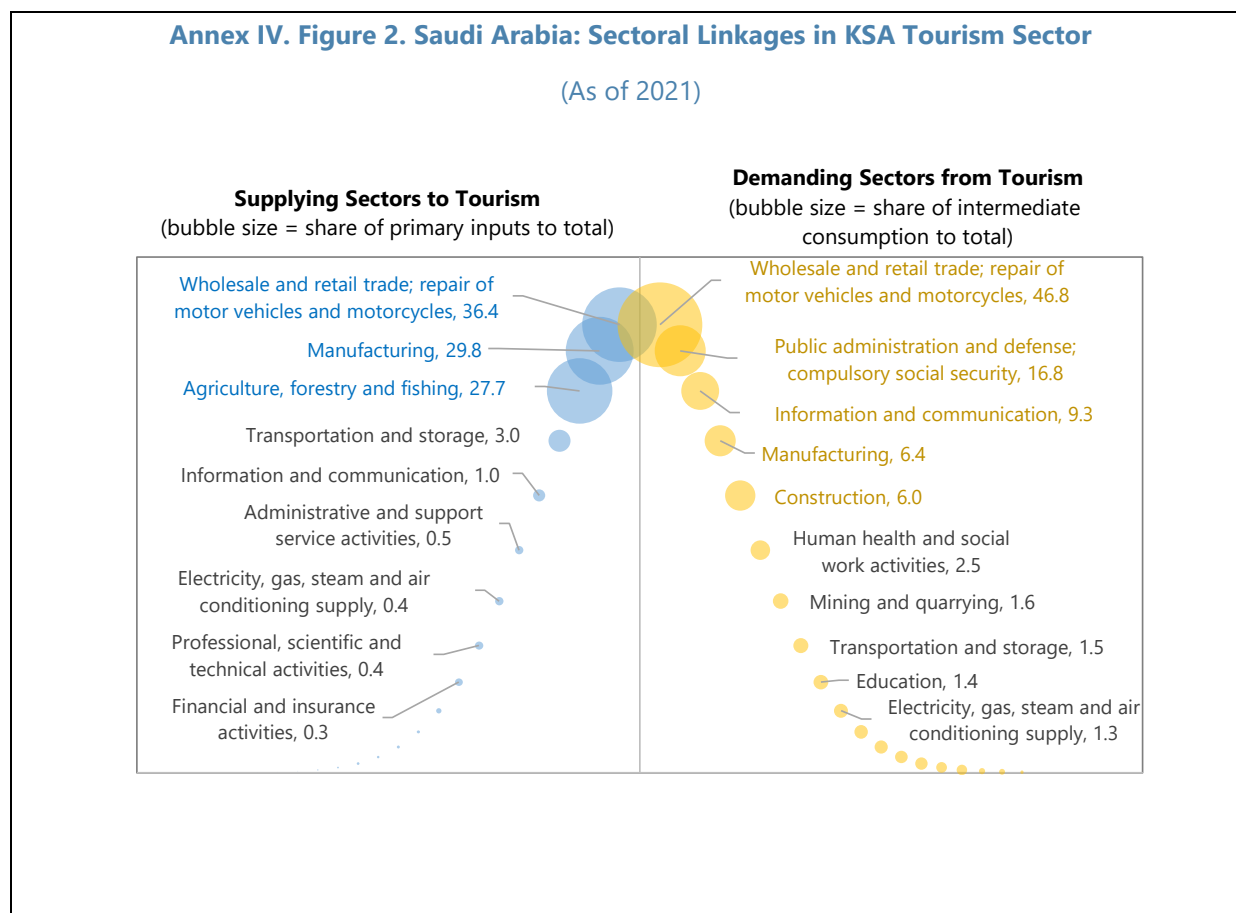 Annex IV. Figure 2. Saudi Arabia: Sectoral Linkages in KSA Tourism Sector
(As of 2021)
Supplying Sectors to Tourism
(bubble size = share of primary inputs to total)
Wholesale and retail trade; repair of
motor vehicles and motorcycles, 36.4
Manufacturing, 29.8
Agriculture, forestry and fishing, 27.7
Transportation and storage, 3.0
Information and communication, 1.0
Administrative and support
service activities, 0.5
Electricity, gas, steam and air
conditioning supply, 0.4
Professional, scientific and
technical activities, 0.4
Financial and insurance
activities, 0.3
Demanding Sectors from Tourism
(bubble size = share of intermediate
consumption to total)
Wholesale and retail trade; repair of
motor vehicles and motorcycles, 46.8
Public administration and defense;
compulsory social security, 16.8
Information and communication, 9.3
Manufacturing, 6.4
Construction, 6.0
Human health and social
work activities, 2.5
Mining and quarrying, 1.6
Transportation and storage, 1.5
Education, 1.4
Electricity, gas, steam and air
conditioning supply, 1.3